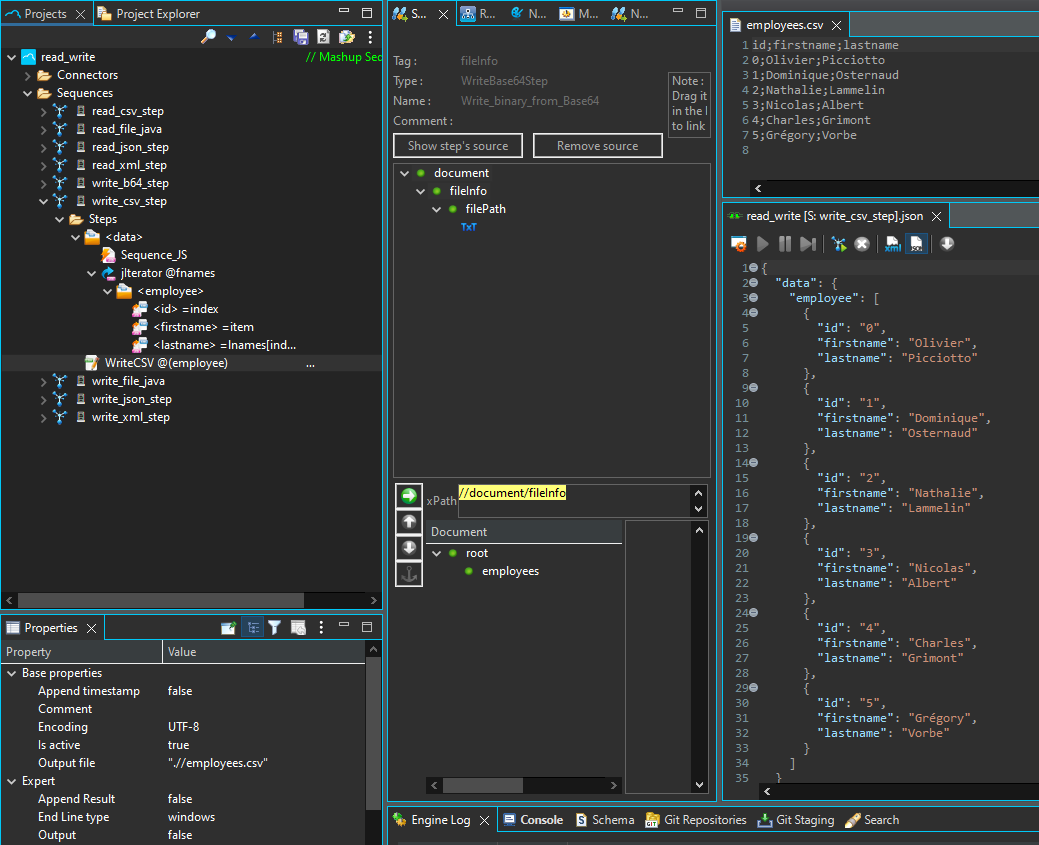 Projects
Project Explorer
read_write
// Mashup Sec
Connectors
Sequences
read_csv_step
read_file_java
read_json_step
read_xml_step
write_b64_step
write_csv_step
Steps
<data>
Sequence_JS
jIterator @fnames
<employee>
<id> =index
<firstname> =item
<lastname> =lnames[ind...
WriteCSV @(employee) ...
write_file_java
write_json_step
write_xml_step
Properties
Property Value
Base properties
Append timestamp false
Comment
Encoding UTF-8
Is active true
Output file ".//employees.csv"
Expert
Append Result false
End Line type windows
Output false
S...
R...
N...
M...
N...
Tag : fileInfo
Type : WriteBase64Step
Name : Write_binary_from_Base64
Comment :
Note :
Drag it
in the l
to link
Show step's source
Remove source
document
fileInfo
filePath
TxT
xPath //document/fileInfo
Document
root
employees
employees.csv
1 id;firstname;lastname
2 0;Olivier;Picciotto
3 1;Dominique;Osternaud
4 2;Nathalie;Lammelin
5 3;Nicolas;Albert
6 4;Charles;Grimont
7 5;Grégory;Vorbe
8
read_write [S: write_csv_step].json
xml
JSON
1 {
2 "data": {
3 "employee": [
4 {
5 "id": "0",
6 "firstname": "Olivier",
7 "lastname": "Picciotto"
8 },
9 {
10 "id": "1",
11 "firstname": "Dominique",
12 "lastname": "Osternaud"
13 },
14 {
15 "id": "2",
16 "firstname": "Nathalie",
17 "lastname": "Lammelin"
18 },
19 {
20 "id": "3",
21 "firstname": "Nicolas",
22 "lastname": "Albert"
23 },
24 {
25 "id": "4",
26 "firstname": "Charles",
27 "lastname": "Grimont"
28 },
29 {
30 "id": "5",
31 "firstname": "Grégory",
32 "lastname": "Vorbe"
33 }
34 ]
35 }
Engine Log
Console
Schema
Git Repositories
Git Staging
Search